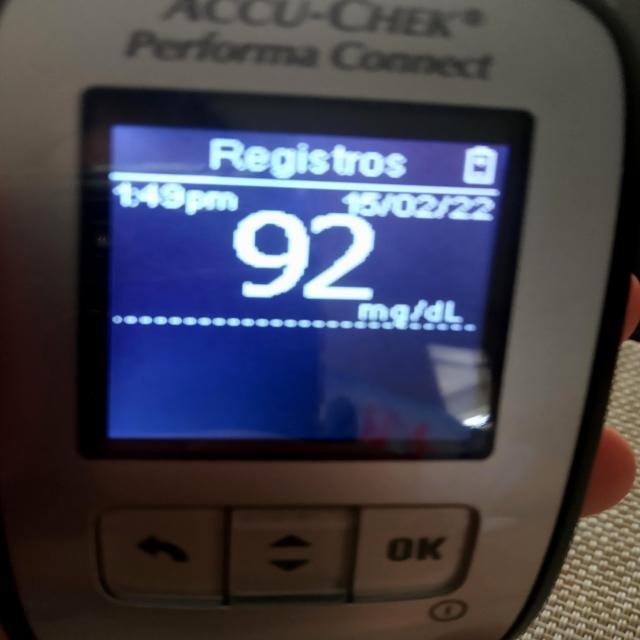 ACCU-CHEK®
Performa Connect
Registros
1:49pm 15/02/22
92
mg/dL
OK